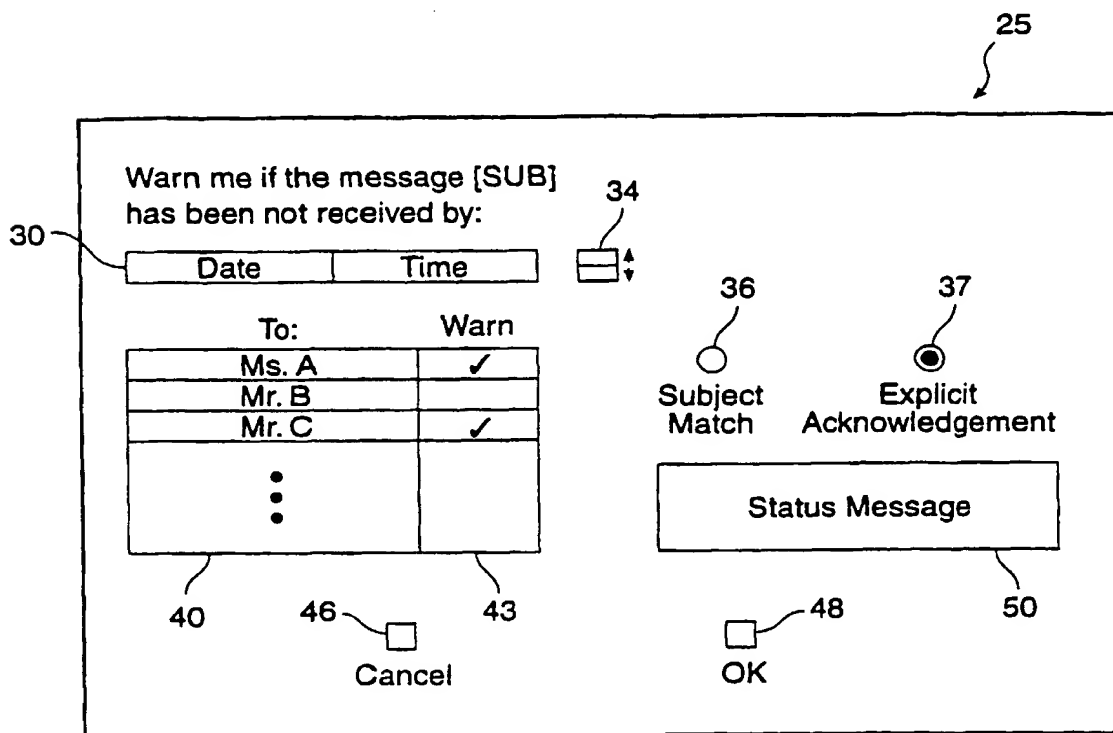 25
Warn me if the message [SUB]
has been not received by:
34
30
Date Time
36 37
To: Warn
Ms. A ✓
Mr. B
Mr. C ✓
Subject
Match
Explicit
Acknowledgement
Status Message
40 46 43 48 50
Cancel OK